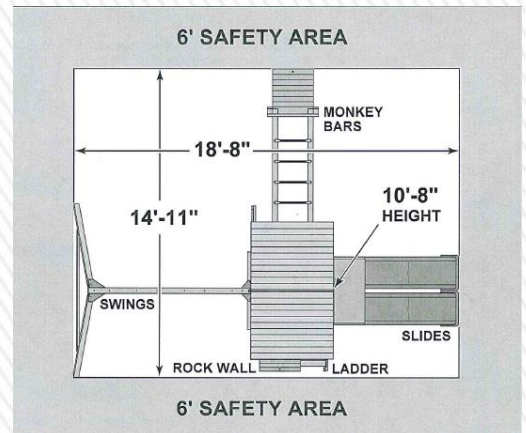 6' SAFETY AREA
MONKEY
BARS
18'-8"
10'-8"
HEIGHT
14'-11"
SWINGS
SLIDES
ROCK WALL
LADDER
6' SAFETY AREA